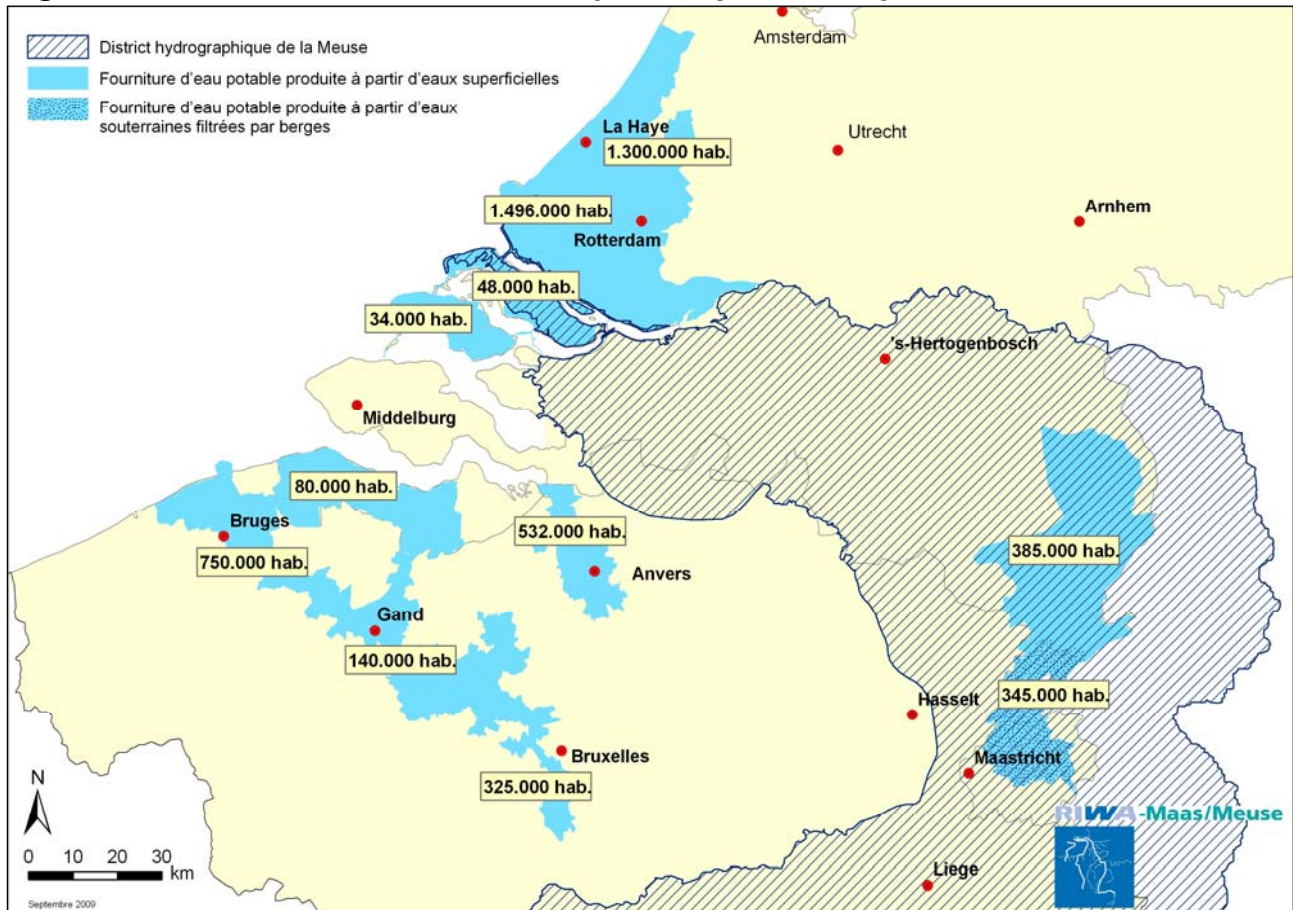 District hydrographique de la Meuse
Fourniture d'eau potable produite à partir d'eaux superficielles
Fourniture d'eau potable produite à partir d'eaux
souterraines filtrées par berges
Amsterdam
La Haye
1.300.000 hab.
Utrecht
1.496.000 hab.
Rotterdam
Arnhem
48.000 hab.
34.000 hab.
's-Hertogenbosch
Middelburg
80.000 hab.
Bruges
532.000 hab.
750.000 hab.
Anvers
385.000 hab.
Gand
140.000 hab.
Hasselt
345.000 hab.
Bruxelles
Maastricht
325.000 hab.
N
RIWA-Maas/Meuse
0 10 20 30
km
Liege
Septembre 2009